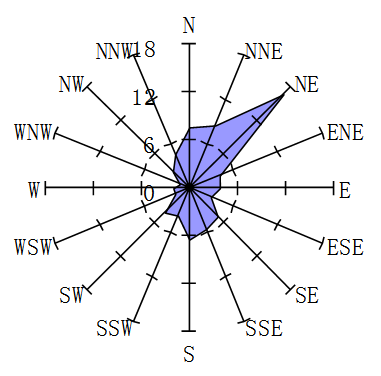 N
NNW 18 NNE
NW 12 NE
WNW 6 ENE
W 0 E
WSW ESE
SW SE
SSW SSE
S